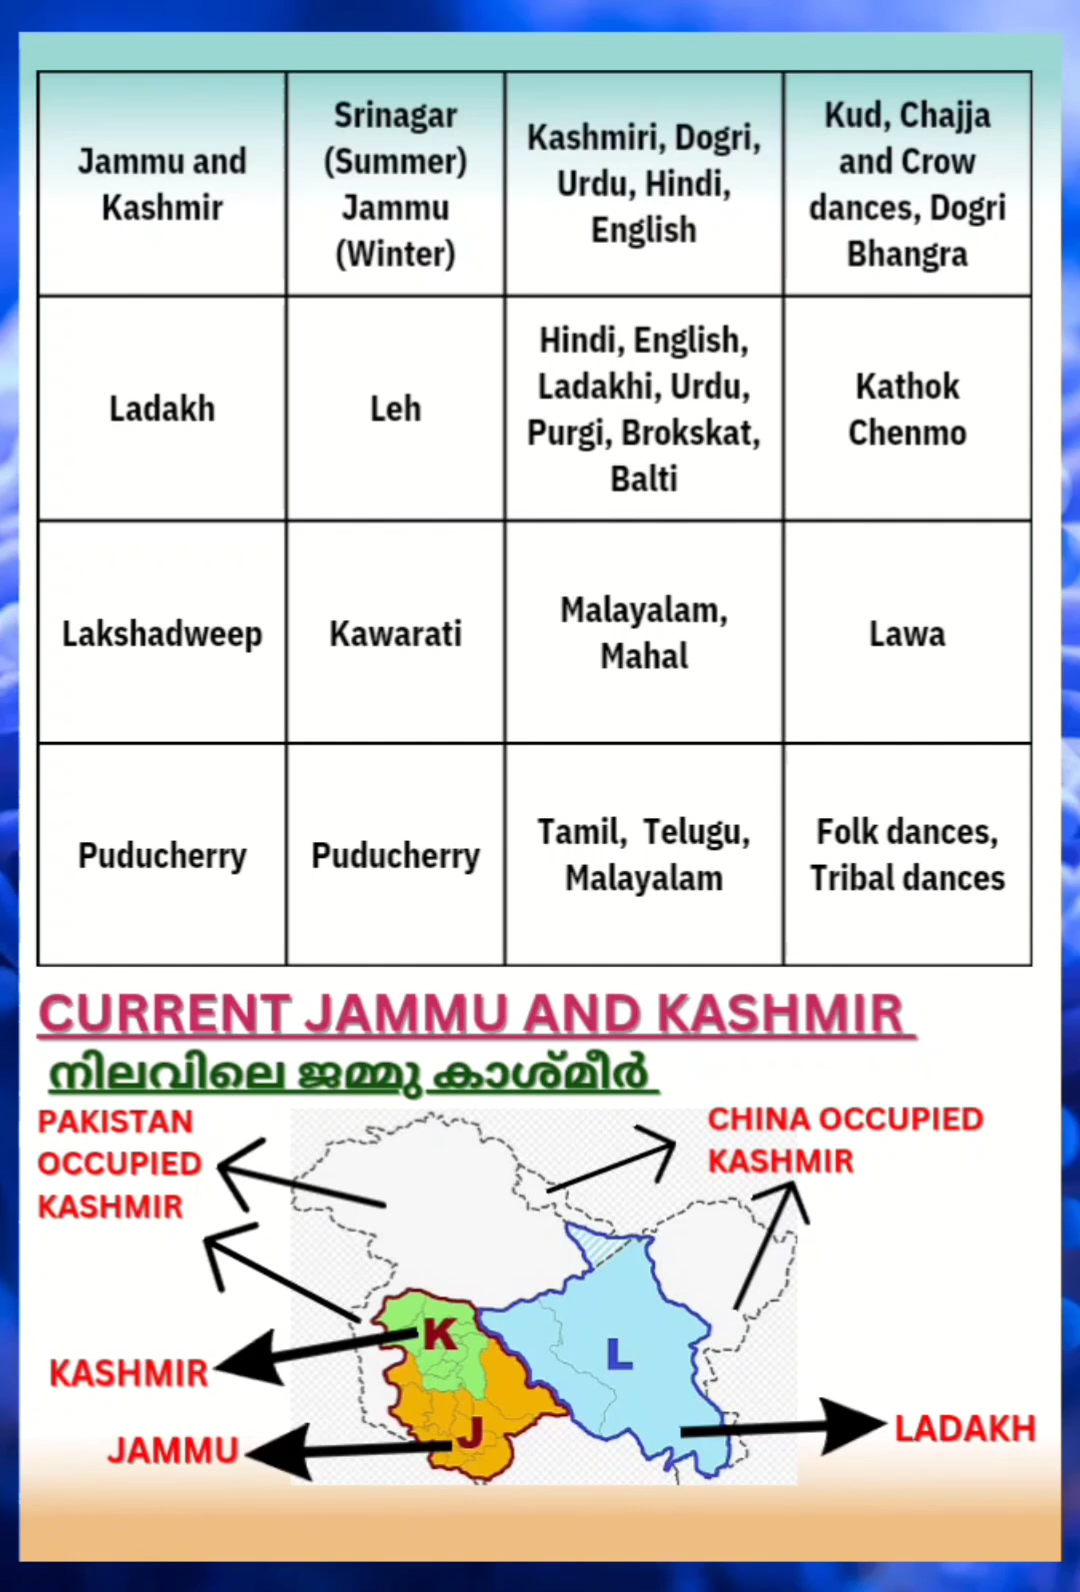 Jammu and
Kashmir
Srinagar
(Summer)
Jammu
(Winter)
Kashmiri, Dogri,
Urdu, Hindi,
English
Kud, Chajja
and Crow
dances, Dogri
Bhangra
Ladakh
Leh
Hindi, English,
Ladakhi, Urdu,
Purgi, Brokskat,
Balti
Kathok
Chenmo
Lakshadweep
Kawarati
Malayalam,
Mahal
Lawa
Puducherry
Puducherry
Tamil, Telugu,
Malayalam
Folk dances,
Tribal dances
CURRENT JAMMU AND KASHMIR
നിലവിലെ ജമ്മു കാശ്മീർ
PAKISTAN
OCCUPIED
KASHMIR
CHINA OCCUPIED
KASHMIR
K
L
J
KASHMIR
JAMMU
LADAKH